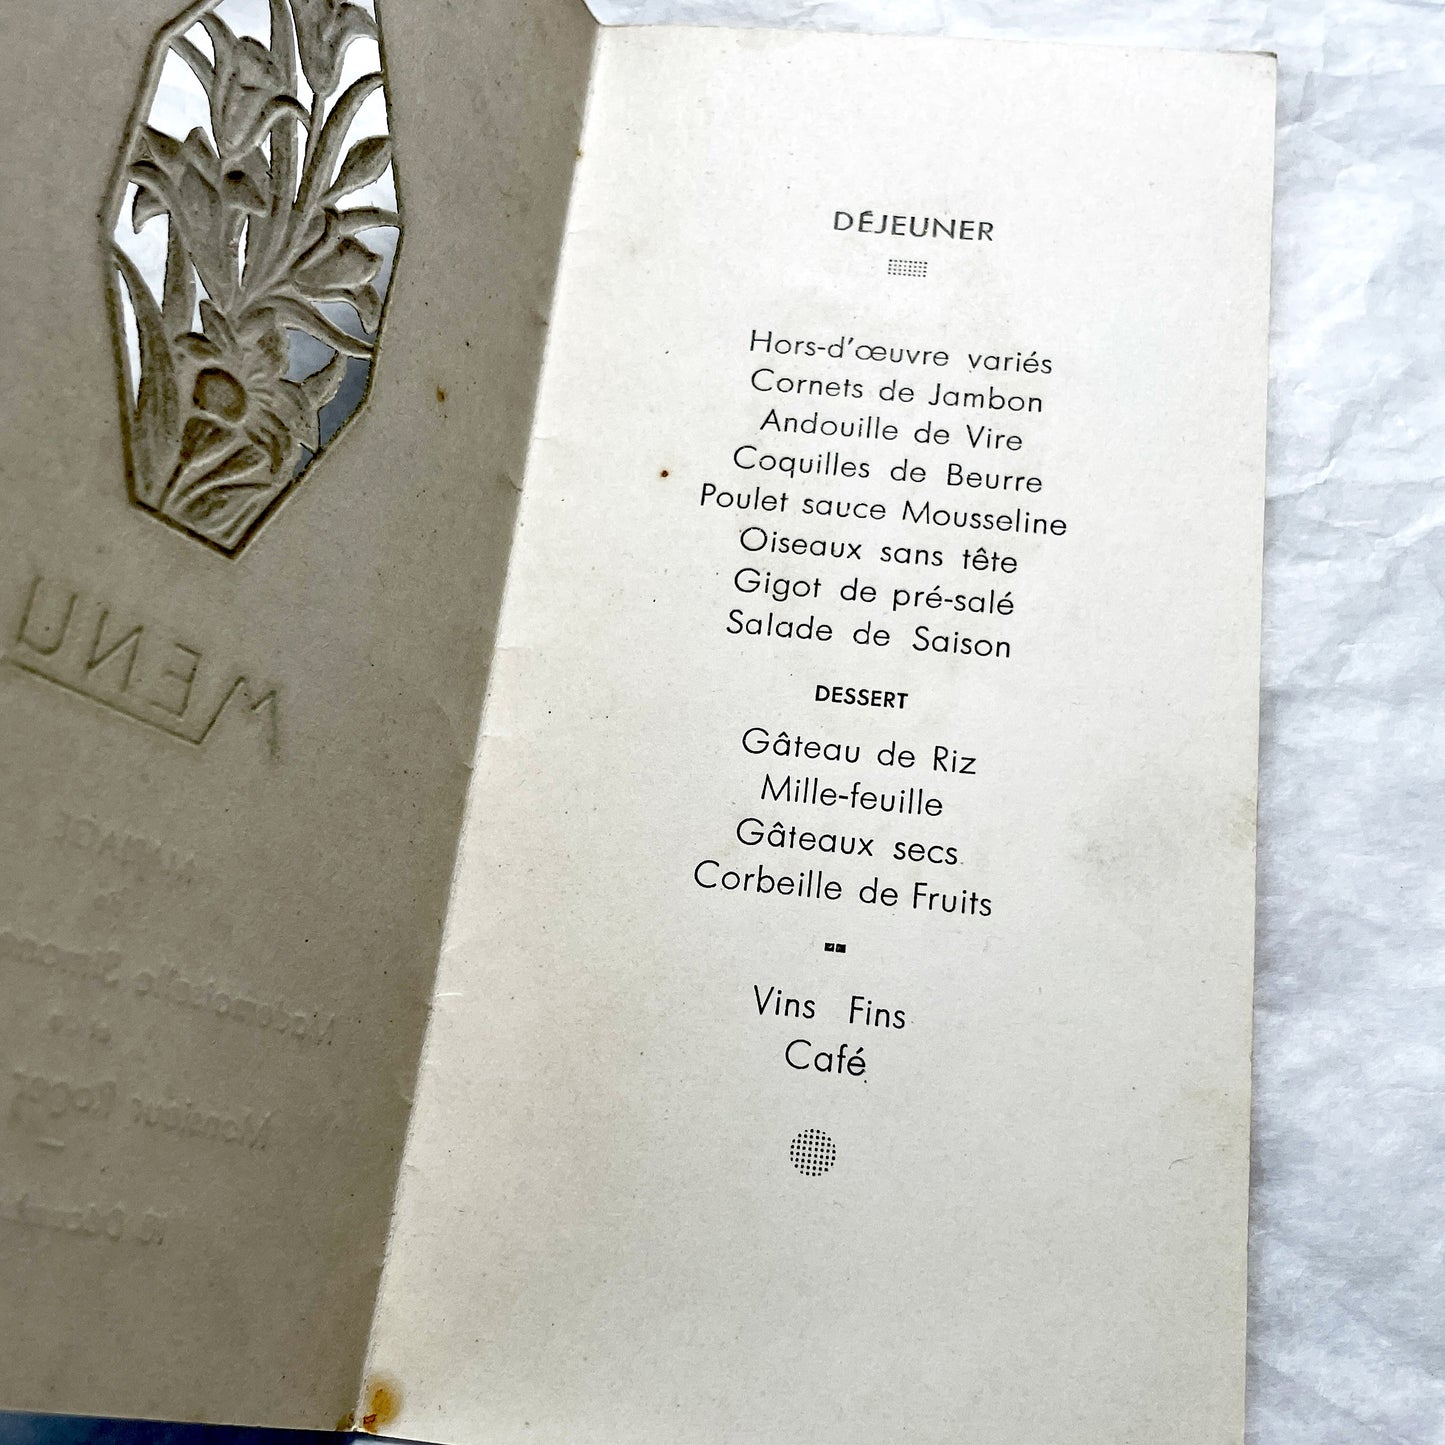 MENU
Mademoiselle
Monsieur
DÉJEUNER
Hors-d'œuvre variés
Cornets de Jambon
Andouille de Vire
Coquilles de Beurre
Poulet sauce Mousseline
Oiseaux sans tête
Gigot de pré-salé
Salade de Saison
DESSERT
Gâteau de Riz
Mille-feuille
Gâteaux secs
Corbeille de Fruits
Vins Fins
Café